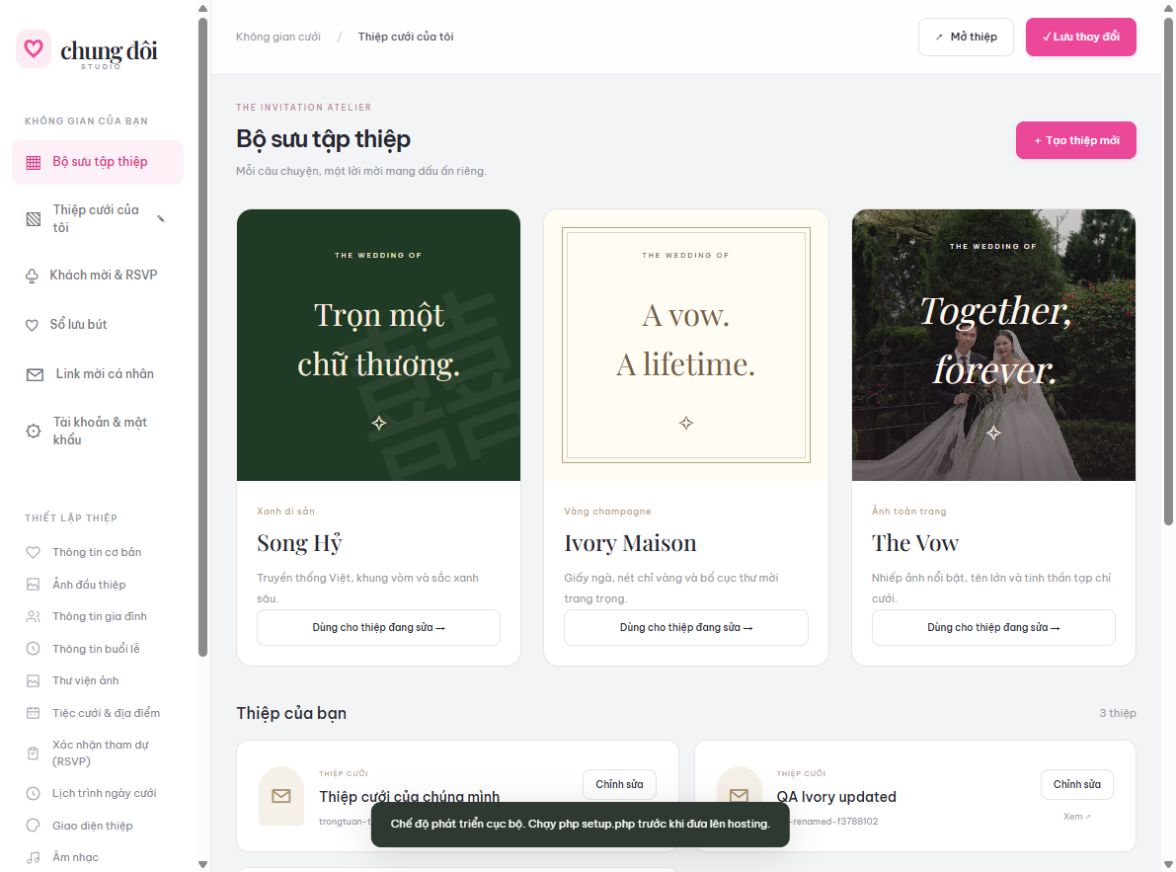 chung đôi
STUDIO
KHÔNG GIAN CỦA BẠN
Bộ sưu tập thiệp
Thiệp cưới của
tôi
Khách mời & RSVP
Sổ lưu bút
Link mời cá nhân
Tài khoản & mật
khẩu
THIẾT LẬP THIỆP
Thông tin cơ bản
Ảnh đầu thiệp
Thông tin gia đình
Thông tin buổi lễ
Thư viện ảnh
Tiệc cưới & địa điểm
Xác nhận tham dự
(RSVP)
Lịch trình ngày cưới
Giao diện thiệp
Âm nhạc
Không gian cưới / Thiệp cưới của tôi
↗ Mở thiệp
✓ Lưu thay đổi
THE INVITATION ATELIER
Bộ sưu tập thiệp
Mỗi câu chuyện, một lời mời mang dấu ấn riêng.
+ Tạo thiệp mới
THE WEDDING OF
Trọn một
chữ thương.
囍
Xanh di sản
Song Hỷ
Truyền thống Việt, khung vòm và sắc xanh
sâu.
Dùng cho thiệp đang sửa →
THE WEDDING OF
A vow.
A lifetime.
Vàng champagne
Ivory Maison
Giấy ngà, nét chỉ vàng và bố cục thư mời
trang trọng.
Dùng cho thiệp đang sửa →
THE WEDDING OF
Together,
forever.
Ảnh toàn trang
The Vow
Nhiếp ảnh nổi bật, tên lớn và tinh thần tạp chí
cưới.
Dùng cho thiệp đang sửa →
Thiệp của bạn
3 thiệp
THIỆP CƯỚI
Thiệp cưới của chúng mình
Chỉnh sửa
THIỆP CƯỚI
QA Ivory updated
-renamed-f3788102
Chỉnh sửa
Xem ↗
Chế độ phát triển cục bộ. Chạy php setup.php trước khi đưa lên hosting.